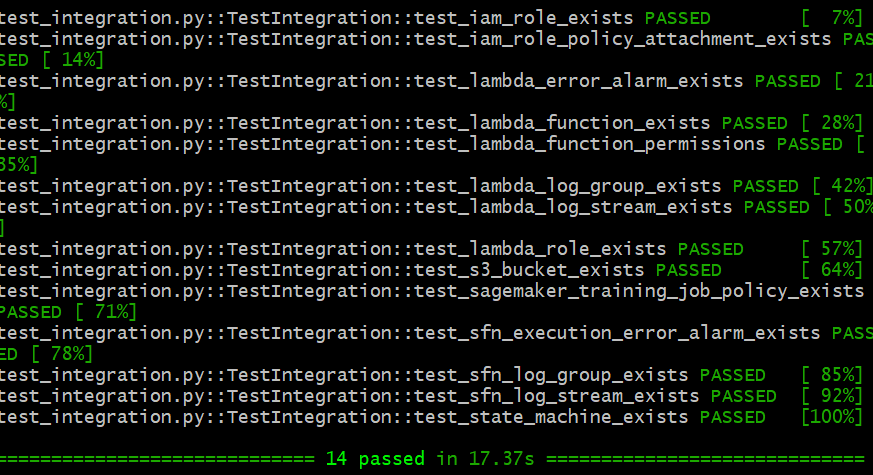 test_integration.py::TestIntegration::test_iam_role_exists PASSED [  7%]
test_integration.py::TestIntegration::test_iam_role_policy_attachment_exists PAS
SED [ 14%]
test_integration.py::TestIntegration::test_lambda_error_alarm_exists PASSED [ 21
%]
test_integration.py::TestIntegration::test_lambda_function_exists PASSED [ 28%]
test_integration.py::TestIntegration::test_lambda_function_permissions PASSED [
35%]
test_integration.py::TestIntegration::test_lambda_log_group_exists PASSED [ 42%]
test_integration.py::TestIntegration::test_lambda_log_stream_exists PASSED [ 50%
]
test_integration.py::TestIntegration::test_lambda_role_exists PASSED [ 57%]
test_integration.py::TestIntegration::test_s3_bucket_exists PASSED [ 64%]
test_integration.py::TestIntegration::test_sagemaker_training_job_policy_exists
PASSED [ 71%]
test_integration.py::TestIntegration::test_sfn_execution_error_alarm_exists PASS
ED [ 78%]
test_integration.py::TestIntegration::test_sfn_log_group_exists PASSED [ 85%]
test_integration.py::TestIntegration::test_sfn_log_stream_exists PASSED [ 92%]
test_integration.py::TestIntegration::test_state_machine_exists PASSED [100%]
============================= 14 passed in 17.37s =============================